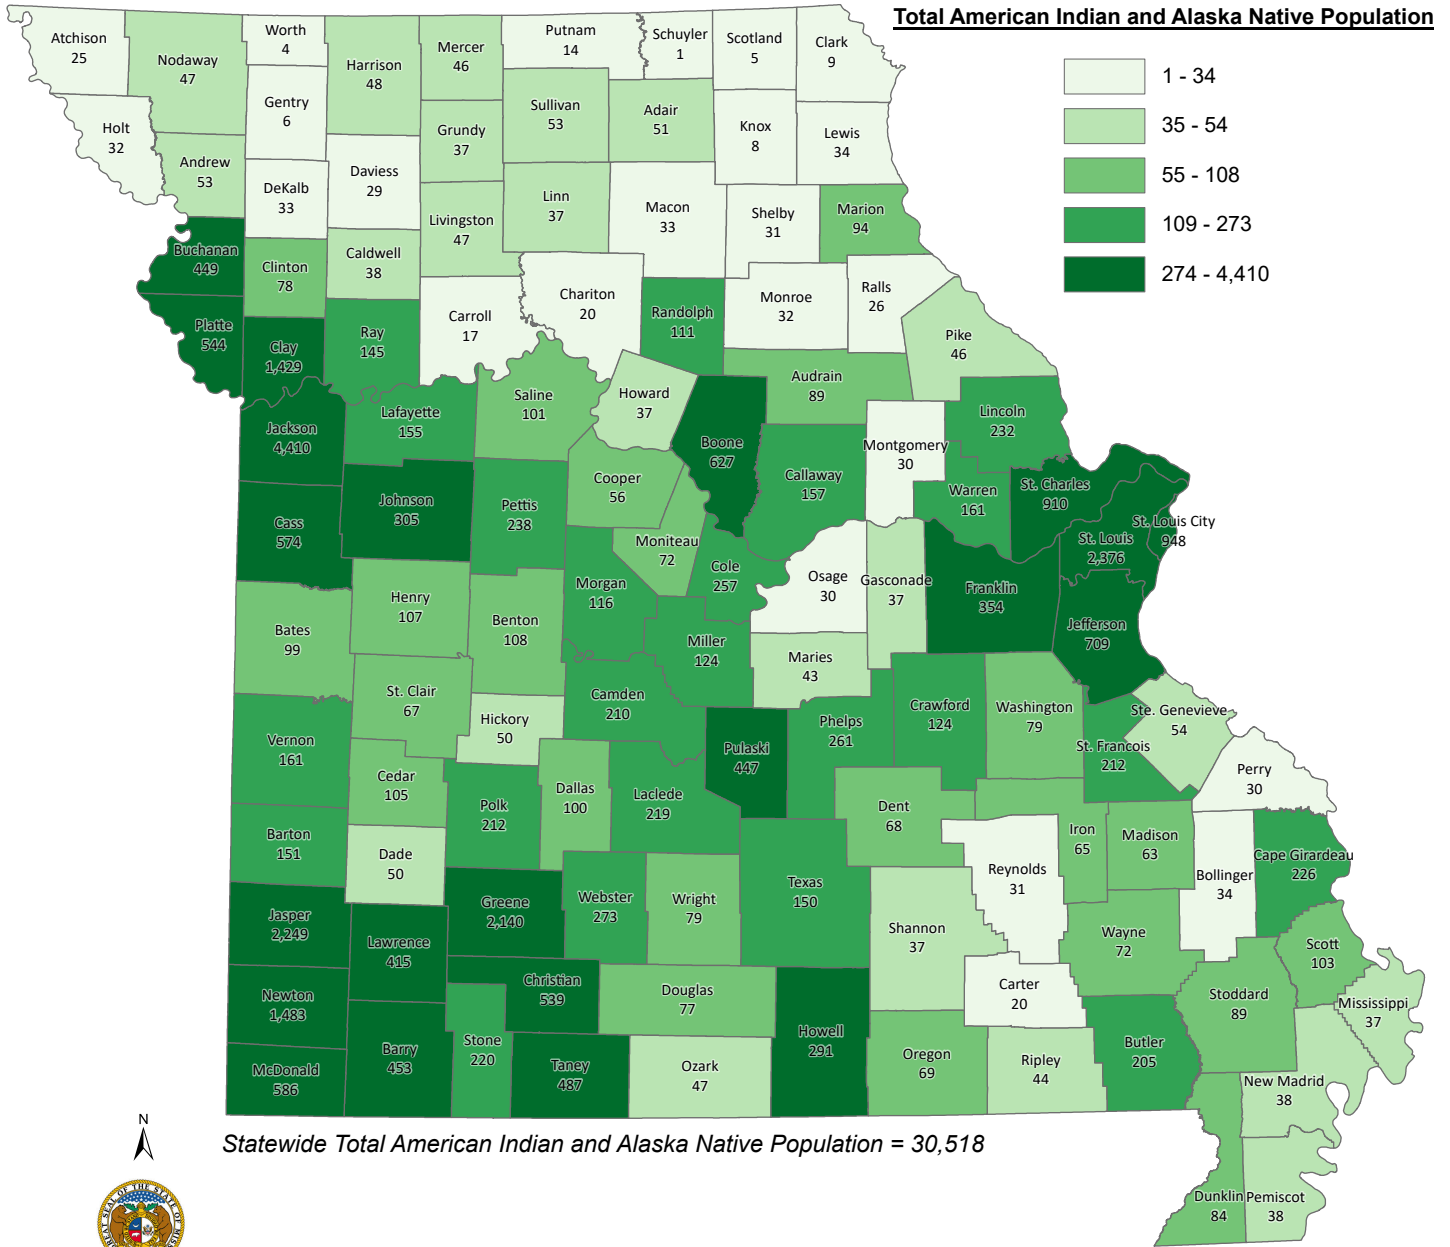 Total American Indian and Alaska Native Population
1 - 34
35 - 54
55 - 108
109 - 273
274 - 4,410
Atchison
25
Nodaway
47
Worth
4
Harrison
48
Mercer
46
Putnam
14
Schuyler
1
Scotland
5
Clark
9
Holt
32
Gentry
6
Andrew
53
DeKalb
33
Daviess
29
Grundy
37
Sullivan
53
Adair
51
Knox
8
Lewis
34
Buchanan
449
Clinton
78
Caldwell
38
Livingston
47
Linn
37
Macon
33
Shelby
31
Marion
94
Platte
544
Clay
1,429
Ray
145
Carroll
17
Chariton
20
Randolph
111
Monroe
32
Ralls
26
Pike
46
Jackson
4,410
Lafayette
155
Saline
101
Howard
37
Boone
627
Audrain
89
Callaway
157
Montgomery
30
Lincoln
232
Warren
161
St. Charles
910
St. Louis City
948
St. Louis
2,376
Cass
574
Johnson
305
Pettis
238
Cooper
56
Moniteau
72
Morgan
116
Cole
257
Osage
30
Gasconade
37
Franklin
354
Jefferson
709
Bates
99
Henry
107
Benton
108
Miller
124
Maries
43
St. Clair
67
Hickory
50
Camden
210
Pulaski
447
Phelps
261
Crawford
124
Washington
79
St. Francois
212
Ste. Genevieve
54
Perry
30
Vernon
161
Cedar
105
Polk
212
Dallas
100
Laclede
219
Dent
68
Iron
65
Madison
63
Bollinger
34
Cape Girardeau
226
Barton
151
Dade
50
Greene
2,140
Webster
273
Wright
79
Texas
150
Reynolds
31
Shannon
37
Wayne
72
Scott
103
Jasper
2,249
Lawrence
415
Christian
539
Douglas
77
Howell
291
Carter
20
Stoddard
89
Mississippi
37
Newton
1,483
McDonald
586
Barry
453
Stone
220
Taney
487
Ozark
47
Oregon
69
Ripley
44
Butler
205
New Madrid
38
Dunklin
84
Pemiscot
38
N
Statewide Total American Indian and Alaska Native Population = 30,518